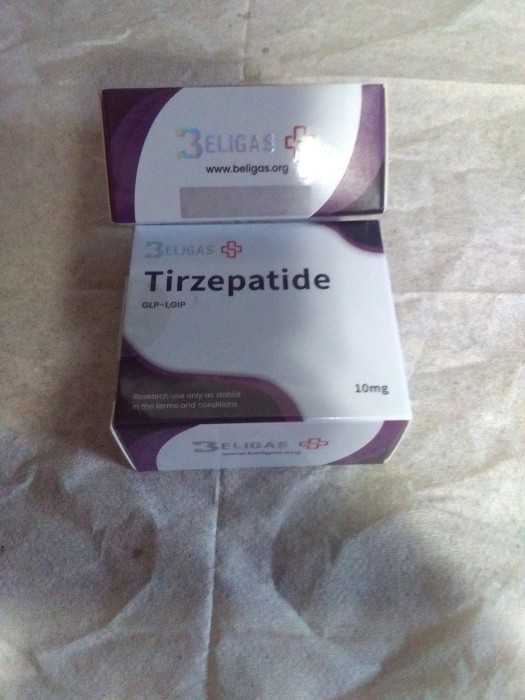 BELIGAS
www.beligas.org
BELIGAS
Tirzepatide
GLP-1,GIP
10mg
Research use only as stated
in the terms and conditions
BELIGAS
www.beligas.org